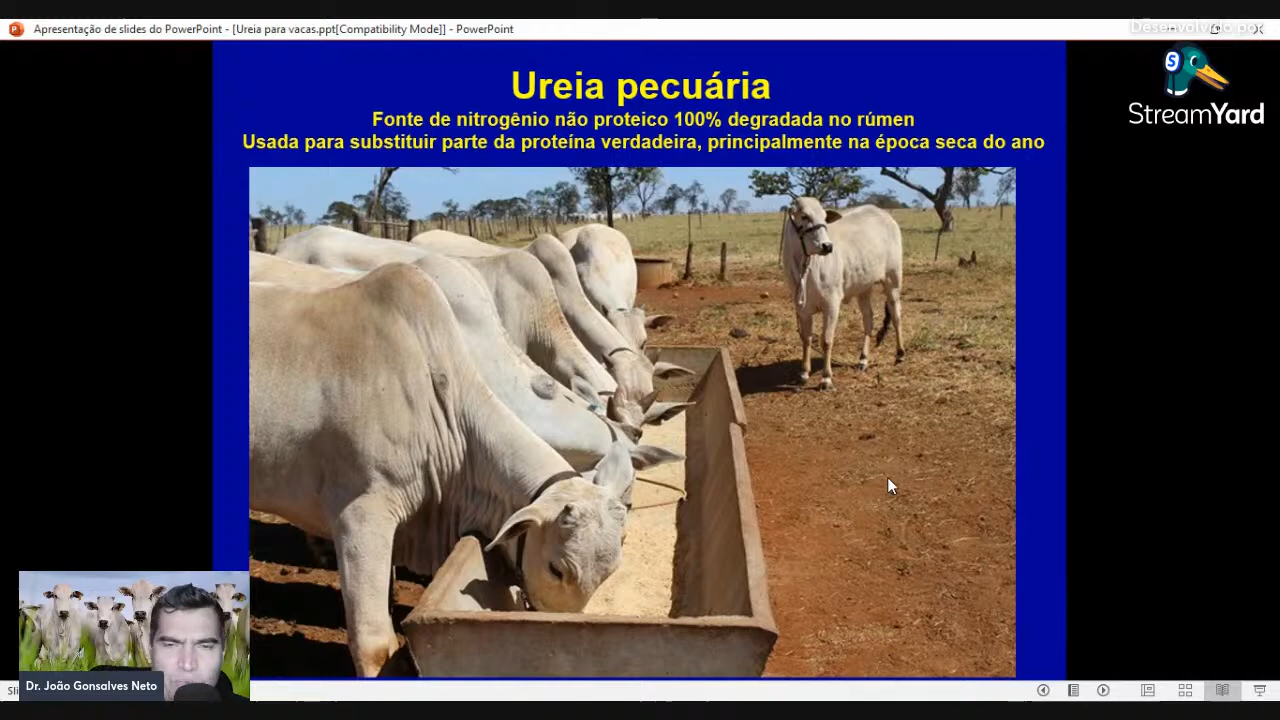 Apresentação de slides do PowerPoint - [Ureia para vacas.ppt[Compatibility Mode]] - PowerPoint
Desenvolvido por
StreamYard
Ureia pecuária
Fonte de nitrogênio não proteico 100% degradada no rúmen
Usada para substituir parte da proteína verdadeira, principalmente na época seca do ano
Dr. João Gonsalves Neto